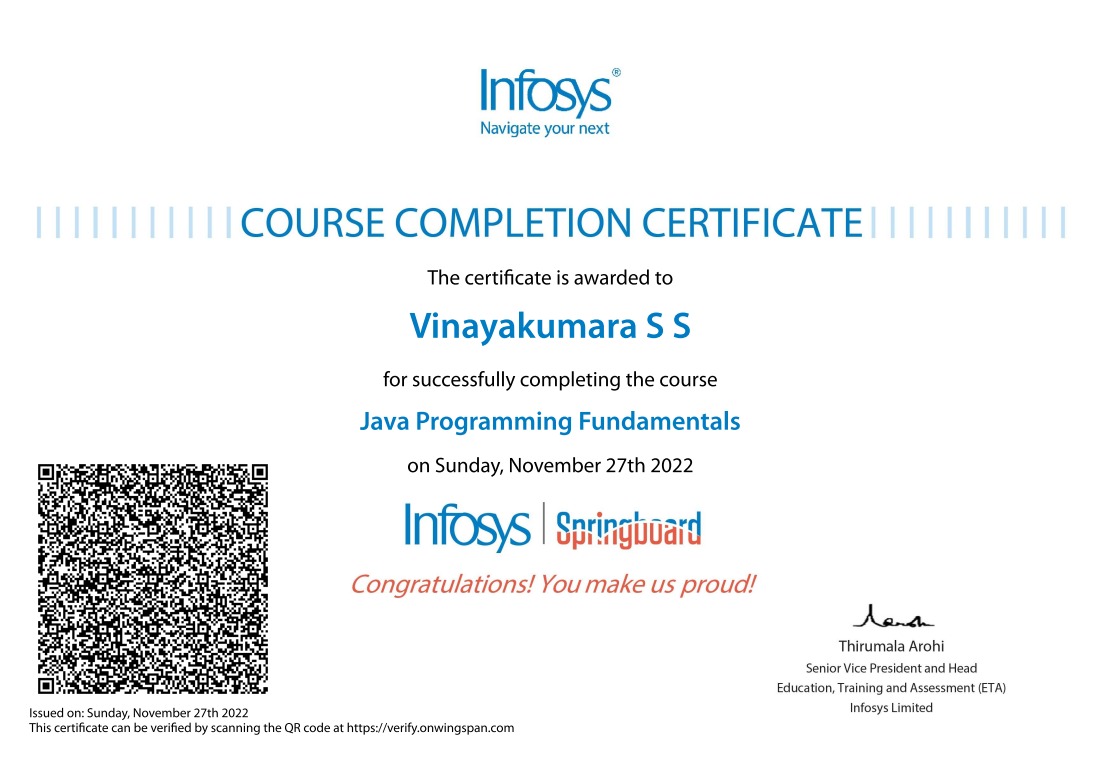 Infosys®
Navigate your next
COURSE COMPLETION CERTIFICATE
The certificate is awarded to
Vinayakumara S S
for successfully completing the course
Java Programming Fundamentals
on Sunday, November 27th 2022
Infosys | Springboard
Congratulations! You make us proud!
Thirumala Arohi
Senior Vice President and Head
Education, Training and Assessment (ETA)
Infosys Limited
Issued on: Sunday, November 27th 2022
This certificate can be verified by scanning the QR code at https://verify.onwingspan.com